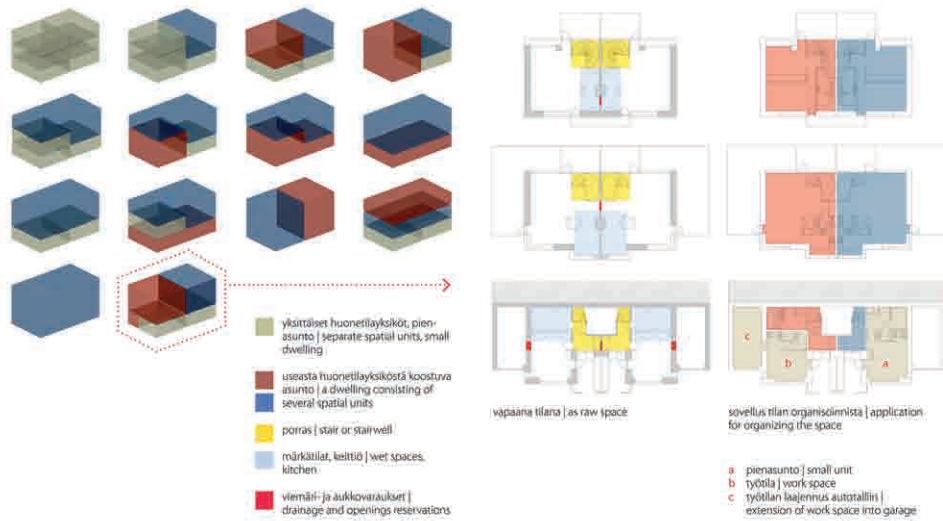 yksittäiset huonetilayksiköt, pien-
asunto | separate spatial units, small
dwelling
useasta huonetilayksiköstä koostuva
asunto | a dwelling consisting of
several spatial units
porras | stair or stairwell
märkätilat, keittiö | wet spaces,
kitchen
viemäri- ja aukkovaraukset |
drainage and openings reservations
vapaana tilana | as raw space
c
b
a
sovellus tilan organisoinnista | application
for organizing the space
a pienasunto | small unit
b työtila | work space
c työtilan laajennus autotalliin |
extension of work space into garage